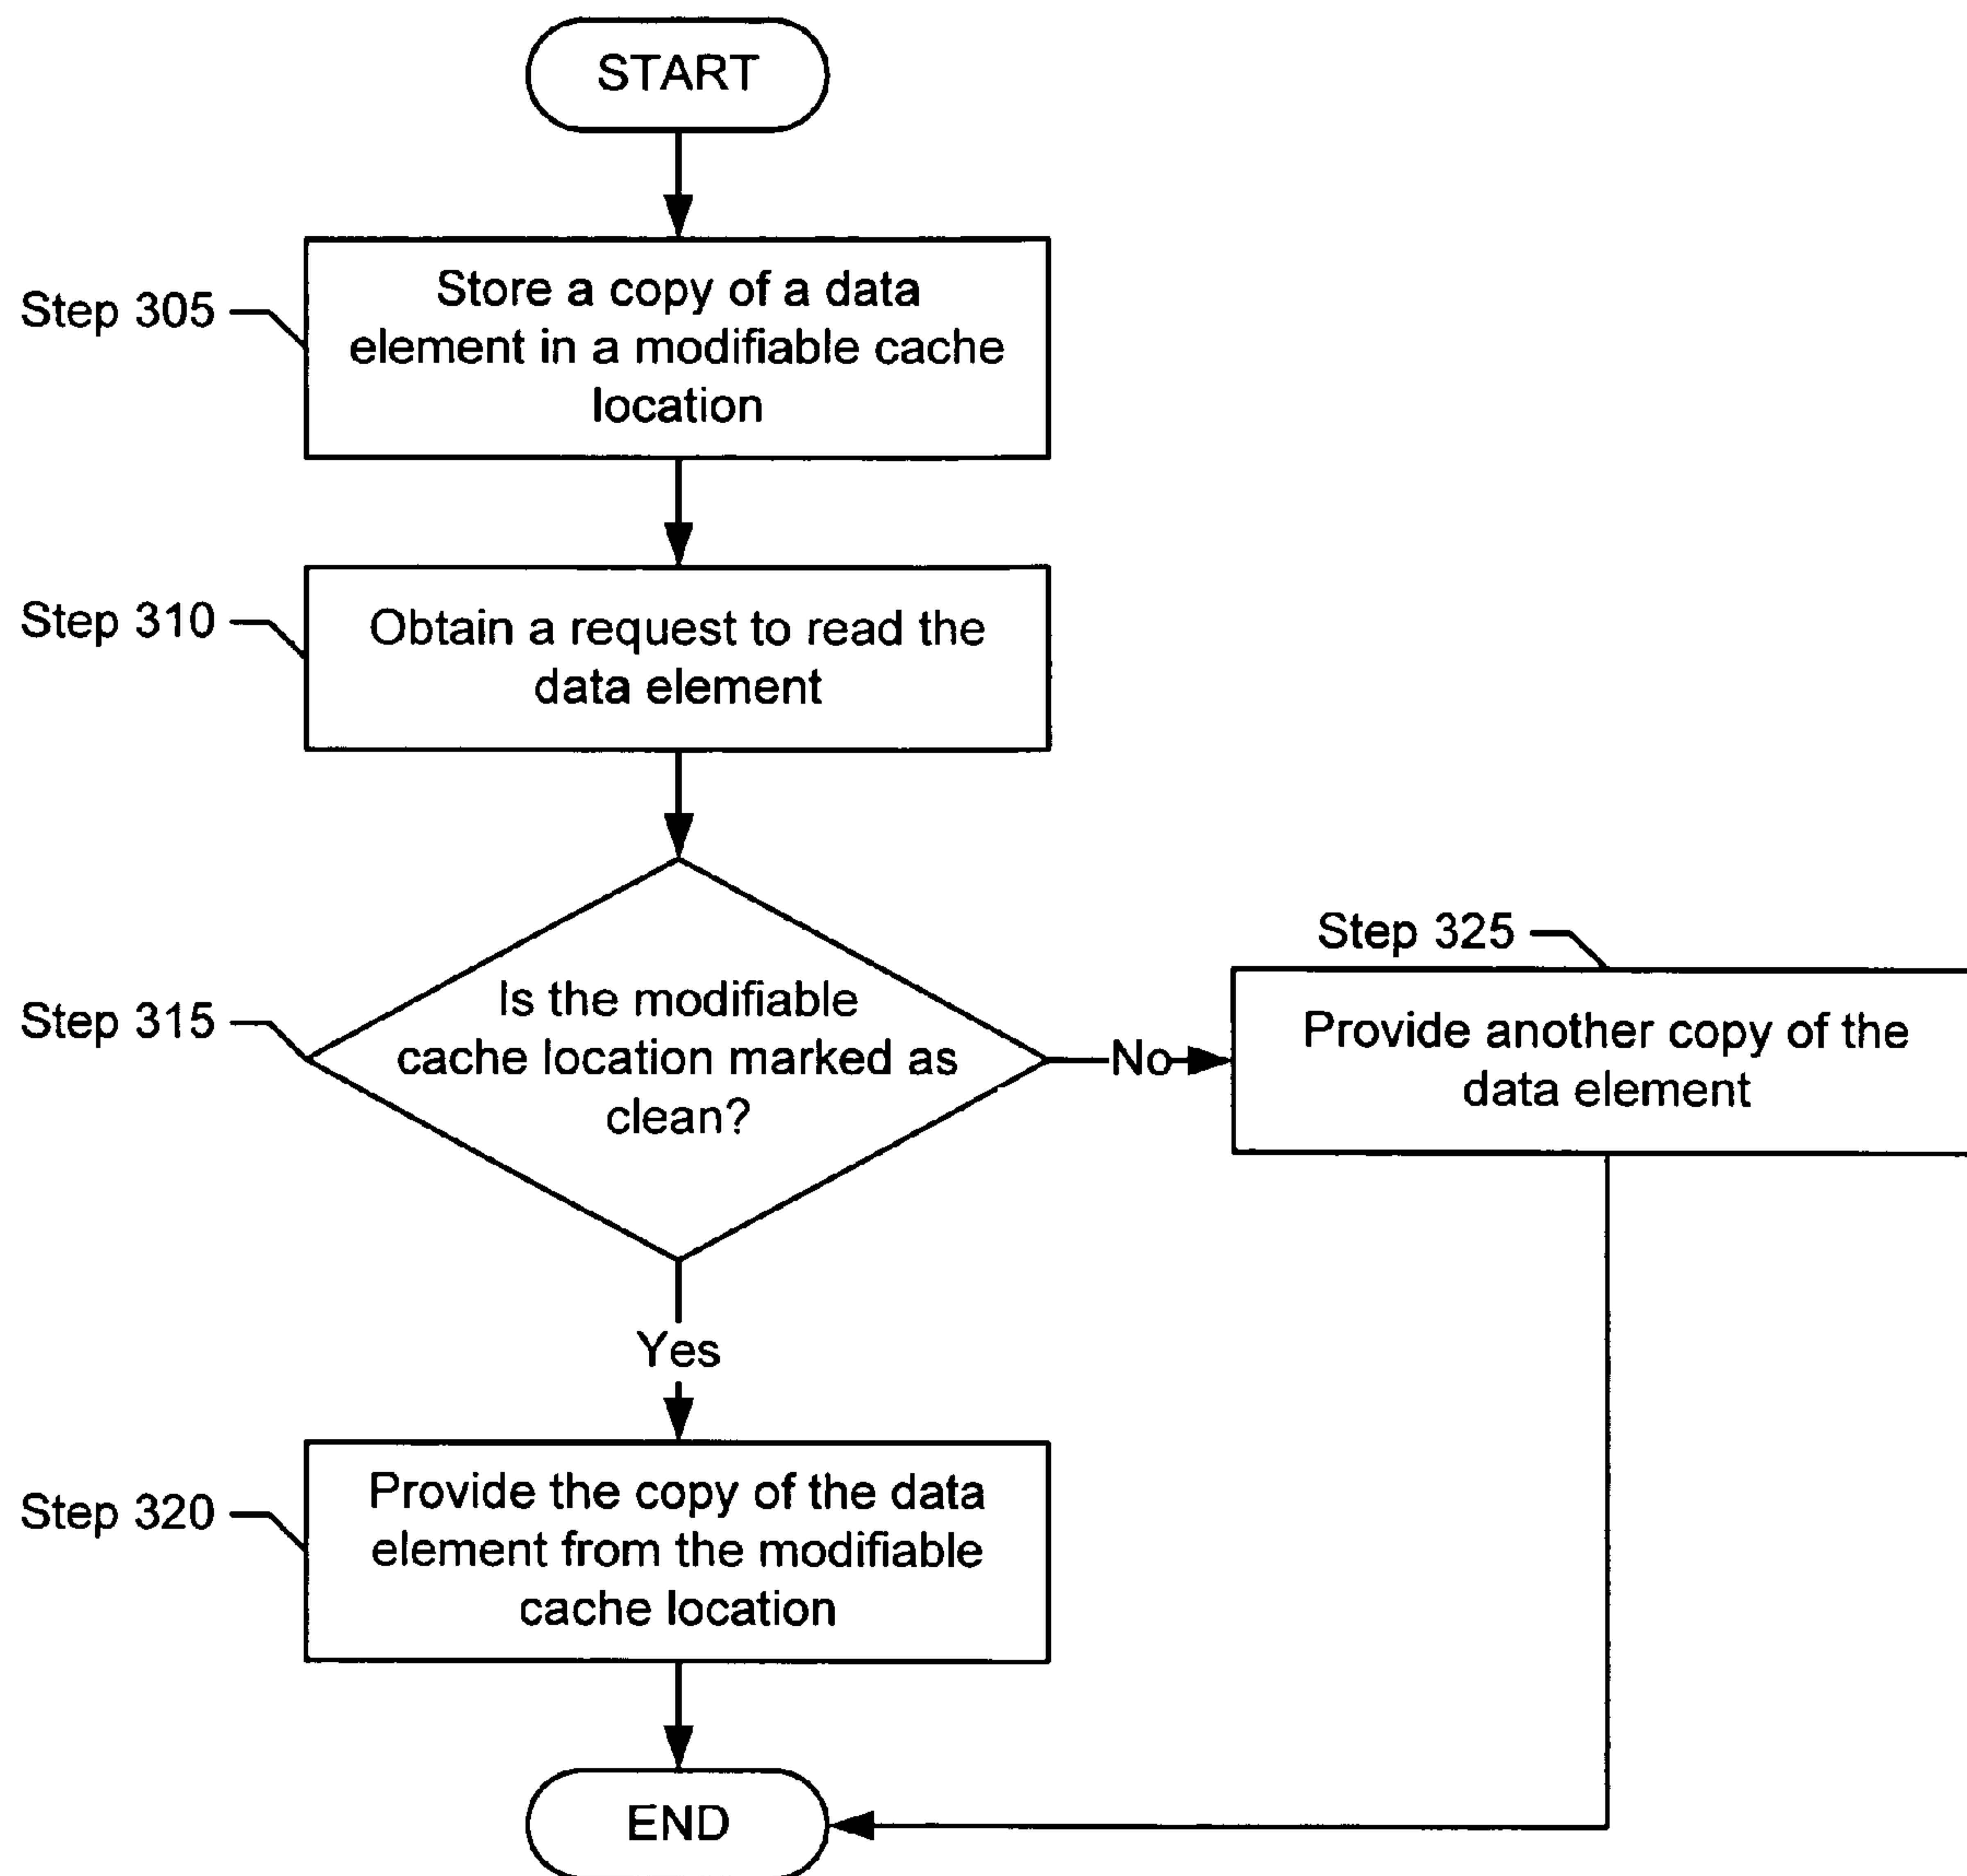 START
Step 305
Store a copy of a data
element in a modifiable cache
location
Step 310
Obtain a request to read the
data element
Step 315
Is the modifiable
cache location marked as
clean?
No
Step 325
Provide another copy of the
data element
Yes
Step 320
Provide the copy of the data
element from the modifiable
cache location
END